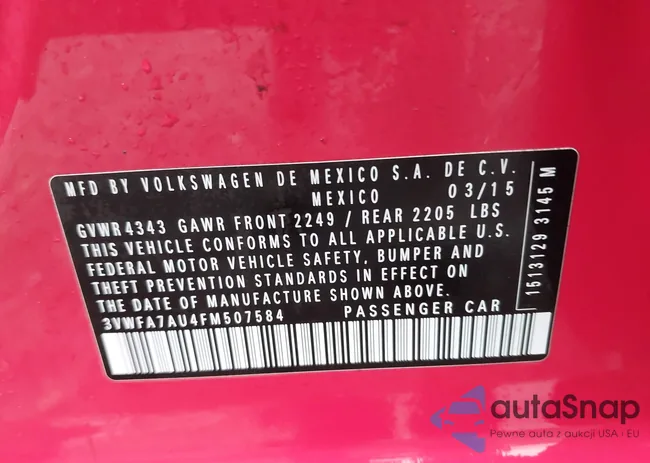 MFD BY VOLKSWAGEN DE MEXICO S.A. DE C.V.
MEXICO 03/15
GVWR4343 GAWR FRONT 2249 / REAR 2205 LBS
THIS VEHICLE CONFORMS TO ALL APPLICABLE U.S.
FEDERAL MOTOR VEHICLE SAFETY, BUMPER AND
THEFT PREVENTION STANDARDS IN EFFECT ON
THE DATE OF MANUFACTURE SHOWN ABOVE.
3VWFA7AU4FM507584 PASSENGER CAR
1513129 3145 M
autaSnap
Pewne auta z aukcji USA i EU